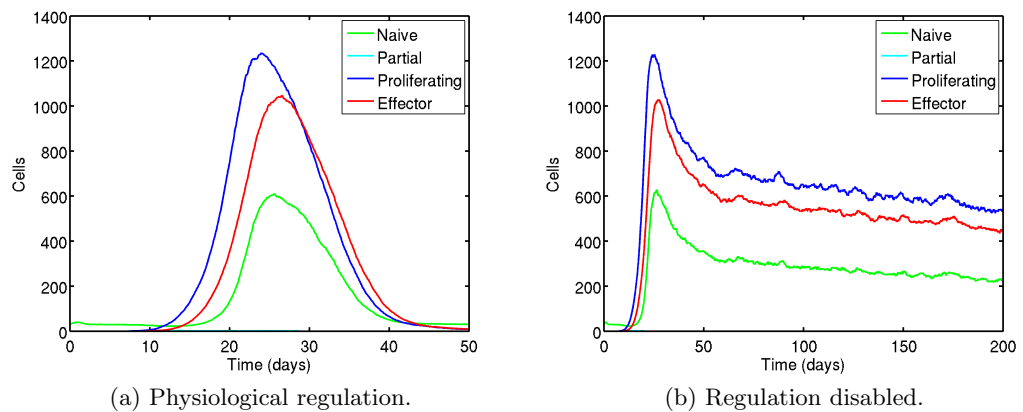 1400
1200
1000
800
600
400
200
0
Cells
0
10
20
30
40
50
Time (days)
Naive
Partial
Proliferating
Effector
(a) Physiological regulation.
1400
1200
1000
800
600
400
200
0
Cells
0
50
100
150
200
Time (days)
Naive
Partial
Proliferating
Effector
(b) Regulation disabled.